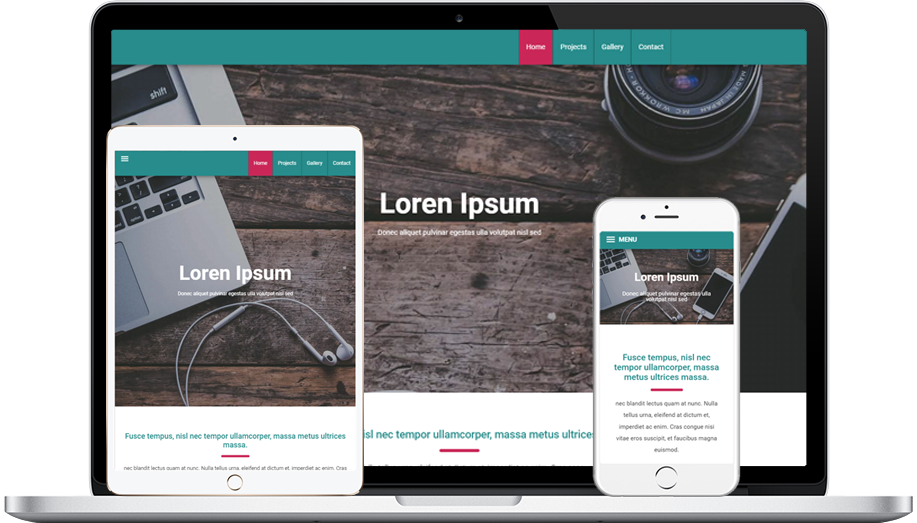 Home Projects Gallery Contact
shift
MADE IN JAPAN
Loren Ipsum
Donec aliquet pulvinar egestas ulla volutpat nisl sed
isl nec tempor ullamcorper, massa metus ultrices
Home Projects Gallery Contact
Loren Ipsum
Donec aliquet pulvinar egestas ulla volutpat nisl sed
Fusce tempus, nisl nec tempor ullamcorper, massa metus ultrices
massa.
nec blandit lectus quam at nunc. Nulla tellus urna, eleifend at dictum et, imperdiet ac enim. Cras
MENU
Loren Ipsum
Donec aliquet pulvinar egestas ulla
volutpat nisl sed
Fusce tempus, nisl nec
tempor ullamcorper, massa
metus ultrices massa.
nec blandit lectus quam at nunc. Nulla
tellus urna, eleifend at dictum et,
imperdiet ac enim. Cras congue nisi
vitae eros suscipit, et faucibus magna
euismod.